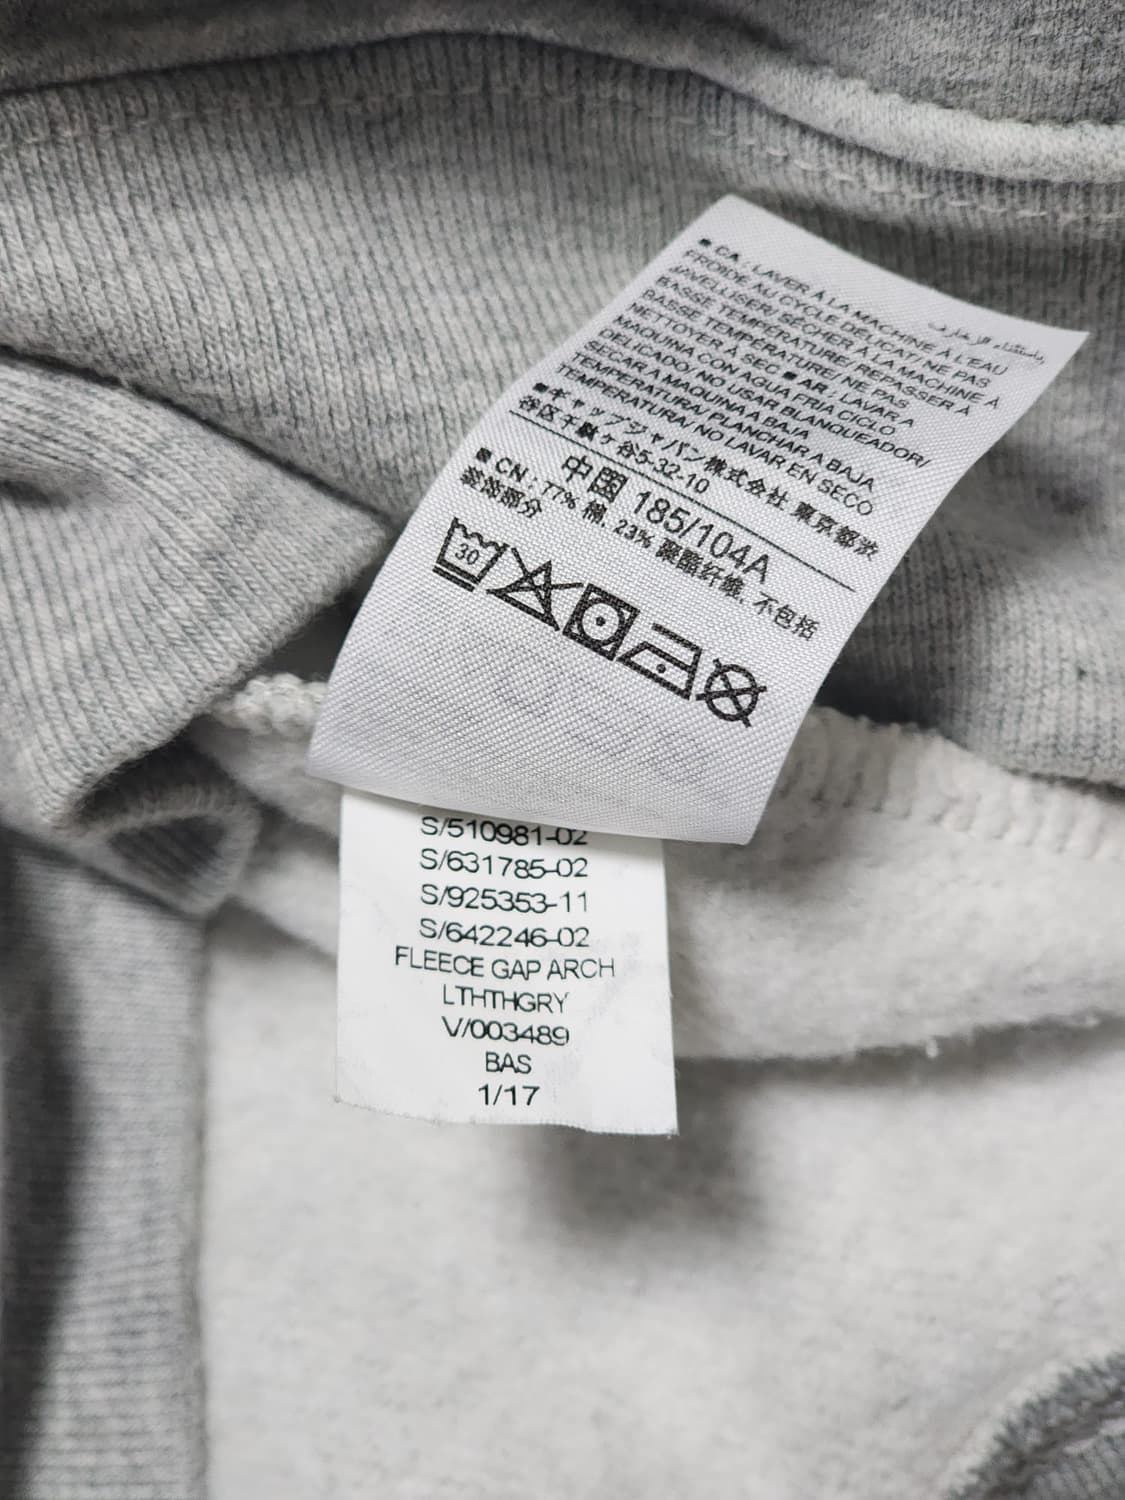 باستثناء الزخارف
■ CA : LAVER À LA MACHINE À L'EAU
FROIDE AU CYCLE DÉLICAT/ NE PAS
JAVELLISER/ SÉCHER À LA MACHINE À
BASSE TEMPÉRATURE/ REPASSER À
BASSE TEMPÉRATURE/ NE PAS
NETTOYER À SEC ■ AR : LAVAR A
MAQUINA CON AGUA FRIA CICLO
DELICADO/ NO USAR BLANQUEADOR/
SECAR A MAQUINA A BAJA
TEMPERATURA/ PLANCHAR A BAJA
TEMPERATURA/ NO LAVAR EN SECO
■ギャップジャパン株式会社 東京都渋
谷区千駄ヶ谷5-32-10
中国 185/104A
■ CN : 77% 棉, 23% 聚酯纤维, 不包括
装饰部分
30
S/510981-02
S/631785-02
S/925353-11
S/642246-02
FLEECE GAP ARCH
LTHTHGRY
V/003489
BAS
1/17